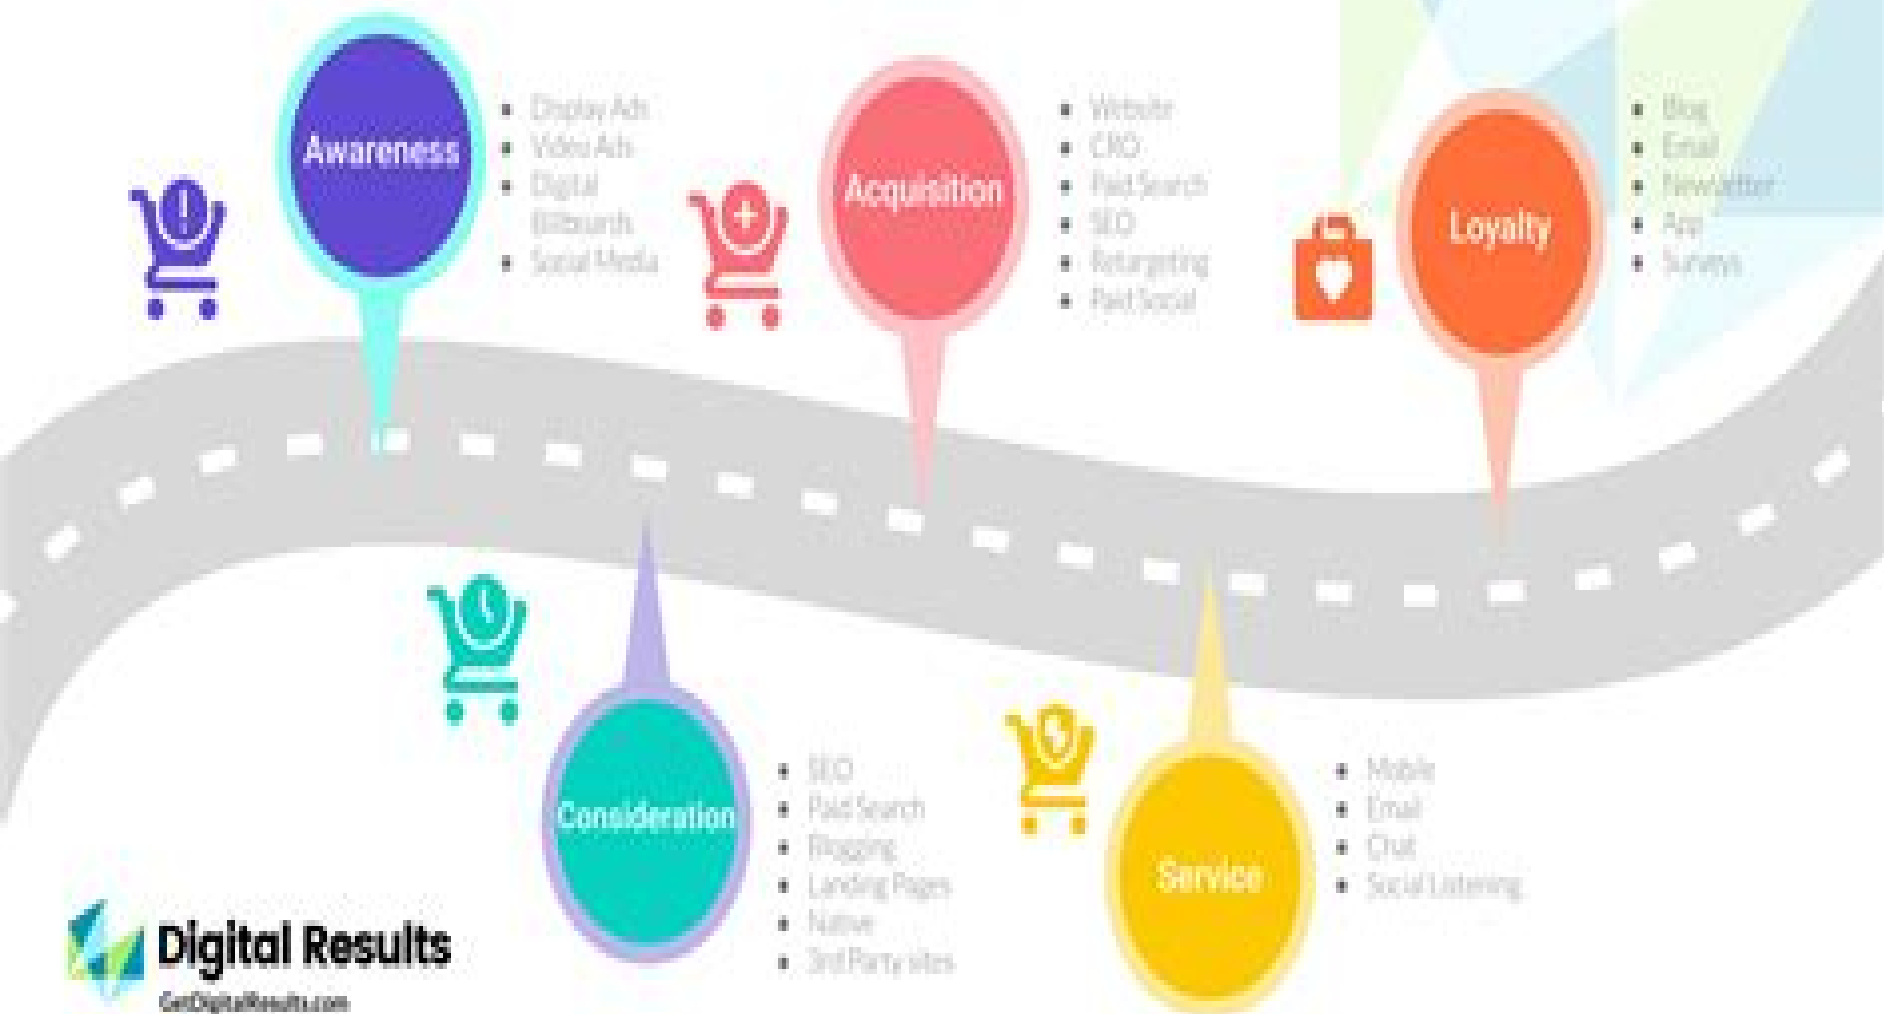 Awareness
• Display Ads
• Video Ads
• Digital
Billboards
• Social Media
Consideration
• SEO
• Paid Search
• Blogging
• Landing Pages
• Native
• 3rd Party sites
Acquisition
• Website
• CRO
• Paid Search
• SEO
• Retargeting
• Paid Social
Service
• Mobile
• Email
• Chat
• Social Listening
Loyalty
• Blog
• Email
• Newsletter
• App
• Surveys
Digital Results
GetDigitalResults.com